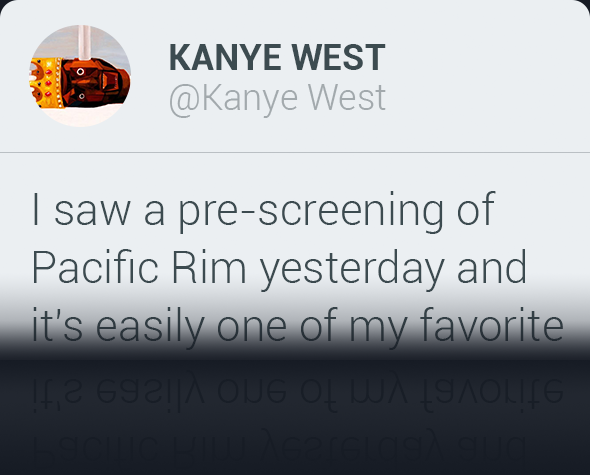 KANYE WEST
@Kanye West
I saw a pre-screening of
Pacific Rim yesterday and
it's easily one of my favorite